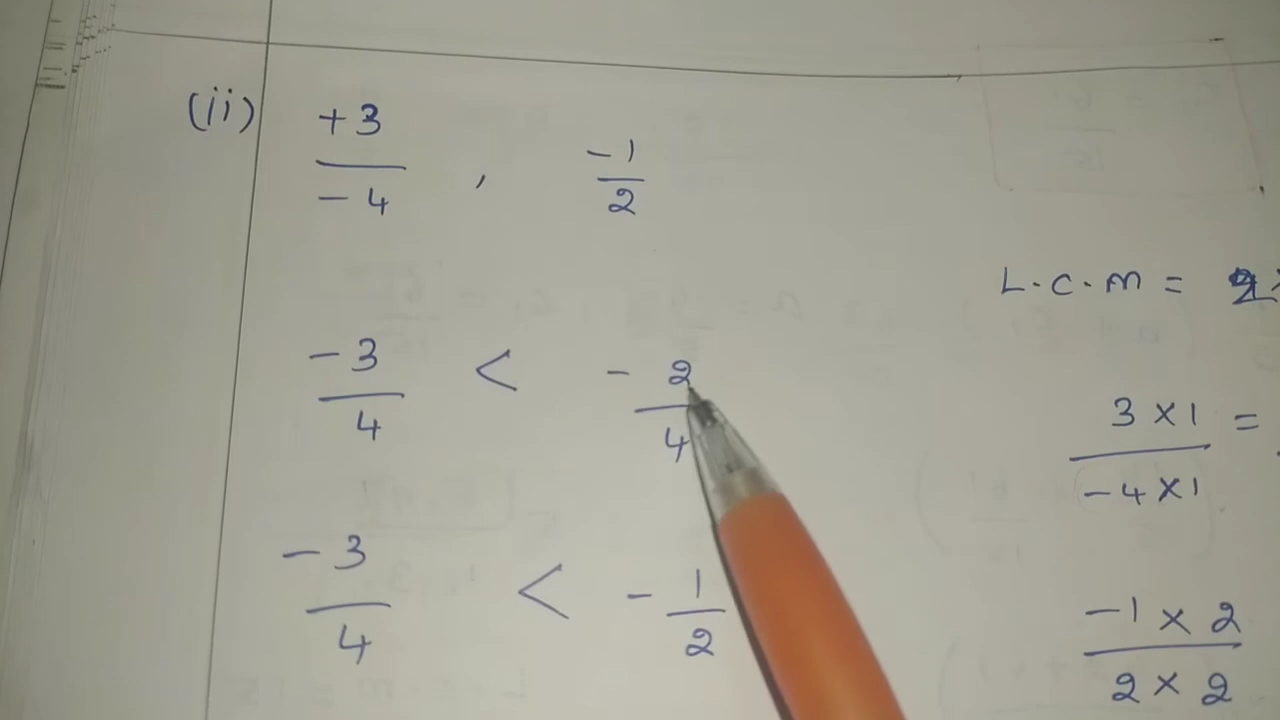 (ii) +3/-4 , -1/2
L.C.M =
-3/4 < -2/4
3×1/-4×1 =
-3/4 < -1/2
-1×2/2×2